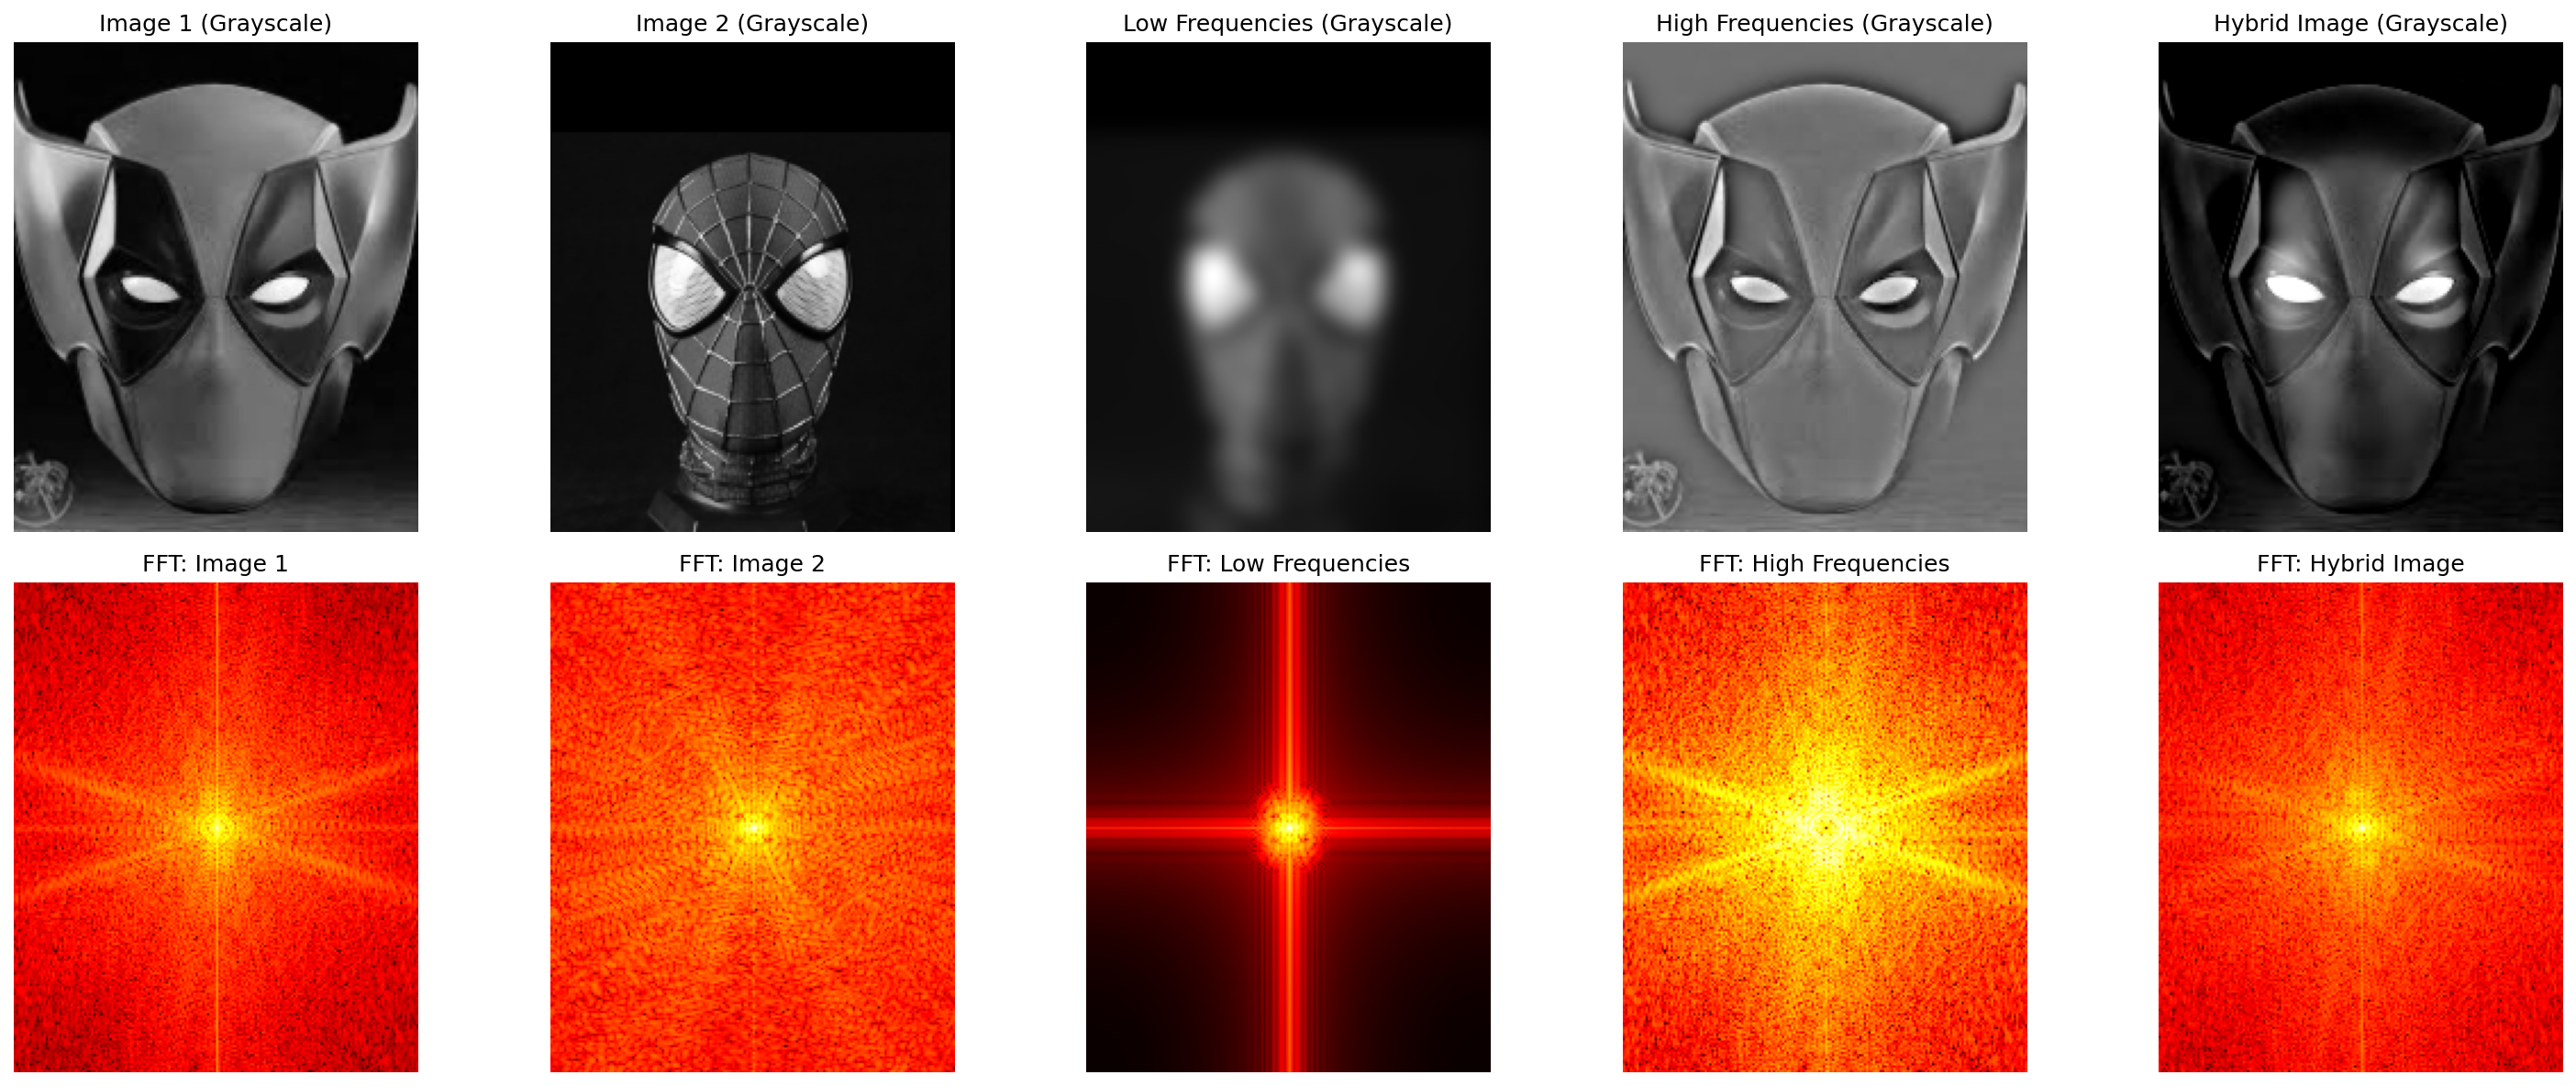 Image 1 (Grayscale)
Image 2 (Grayscale)
Low Frequencies (Grayscale)
High Frequencies (Grayscale)
Hybrid Image (Grayscale)
FFT: Image 1
FFT: Image 2
FFT: Low Frequencies
FFT: High Frequencies
FFT: Hybrid Image